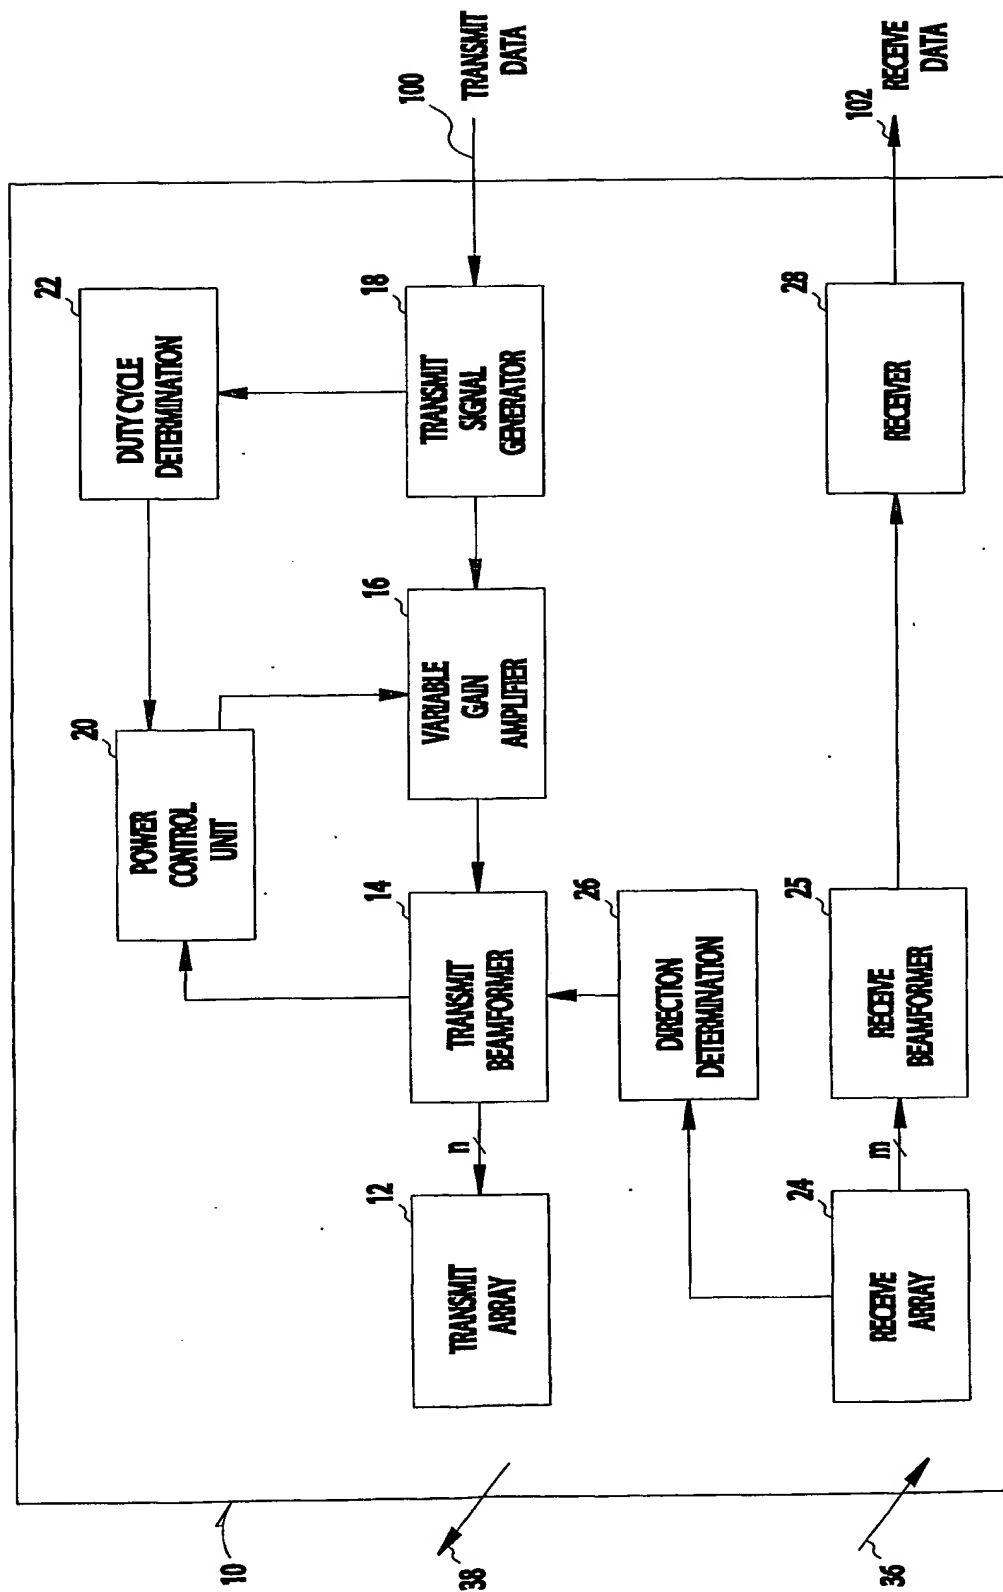 10
22
DUTY CYCLE
DETERMINATION
20
POWER
CONTROL
UNIT
100
TRANSMIT
DATA
18
TRANSMIT
SIGNAL
GENERATOR
16
VARIABLE
GAIN
AMPLIFIER
14
TRANSMIT
BEAMFORMER
n
12
TRANSMIT
ARRAY
38
26
DIRECTION
DETERMINATION
36
24
RECEIVE
ARRAY
m
25
RECEIVE
BEAMFORMER
28
RECEIVER
102
RECEIVE
DATA